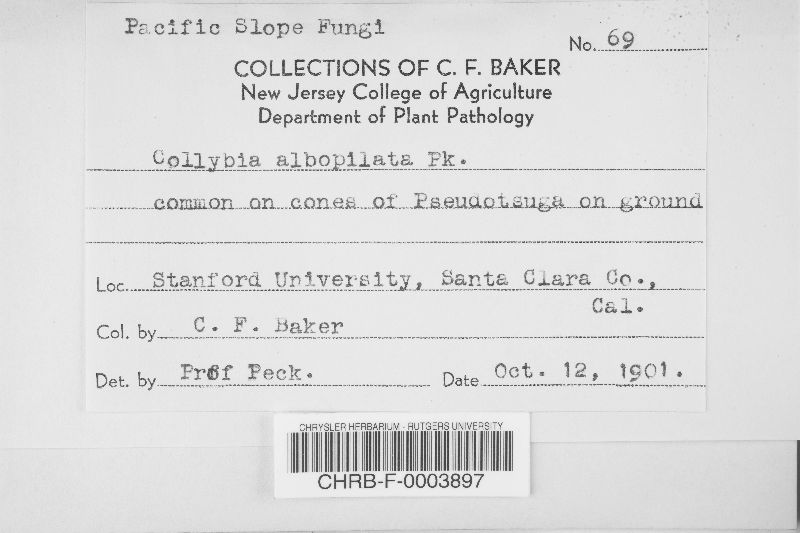 Pacific Slope Fungi
No. 69
COLLECTIONS OF C. F. BAKER
New Jersey College of Agriculture
Department of Plant Pathology
Collybia albopilata Pk.
common on cones of Pseudotsuga on ground
Loc. Stanford University, Santa Clara Co.,
Cal.
Col. by C. F. Baker
Det. by Prof Peck. Date Oct. 12, 1901.
CHRYSLER HERBARIUM - RUTGERS UNIVERSITY
CHRB-F-0003897